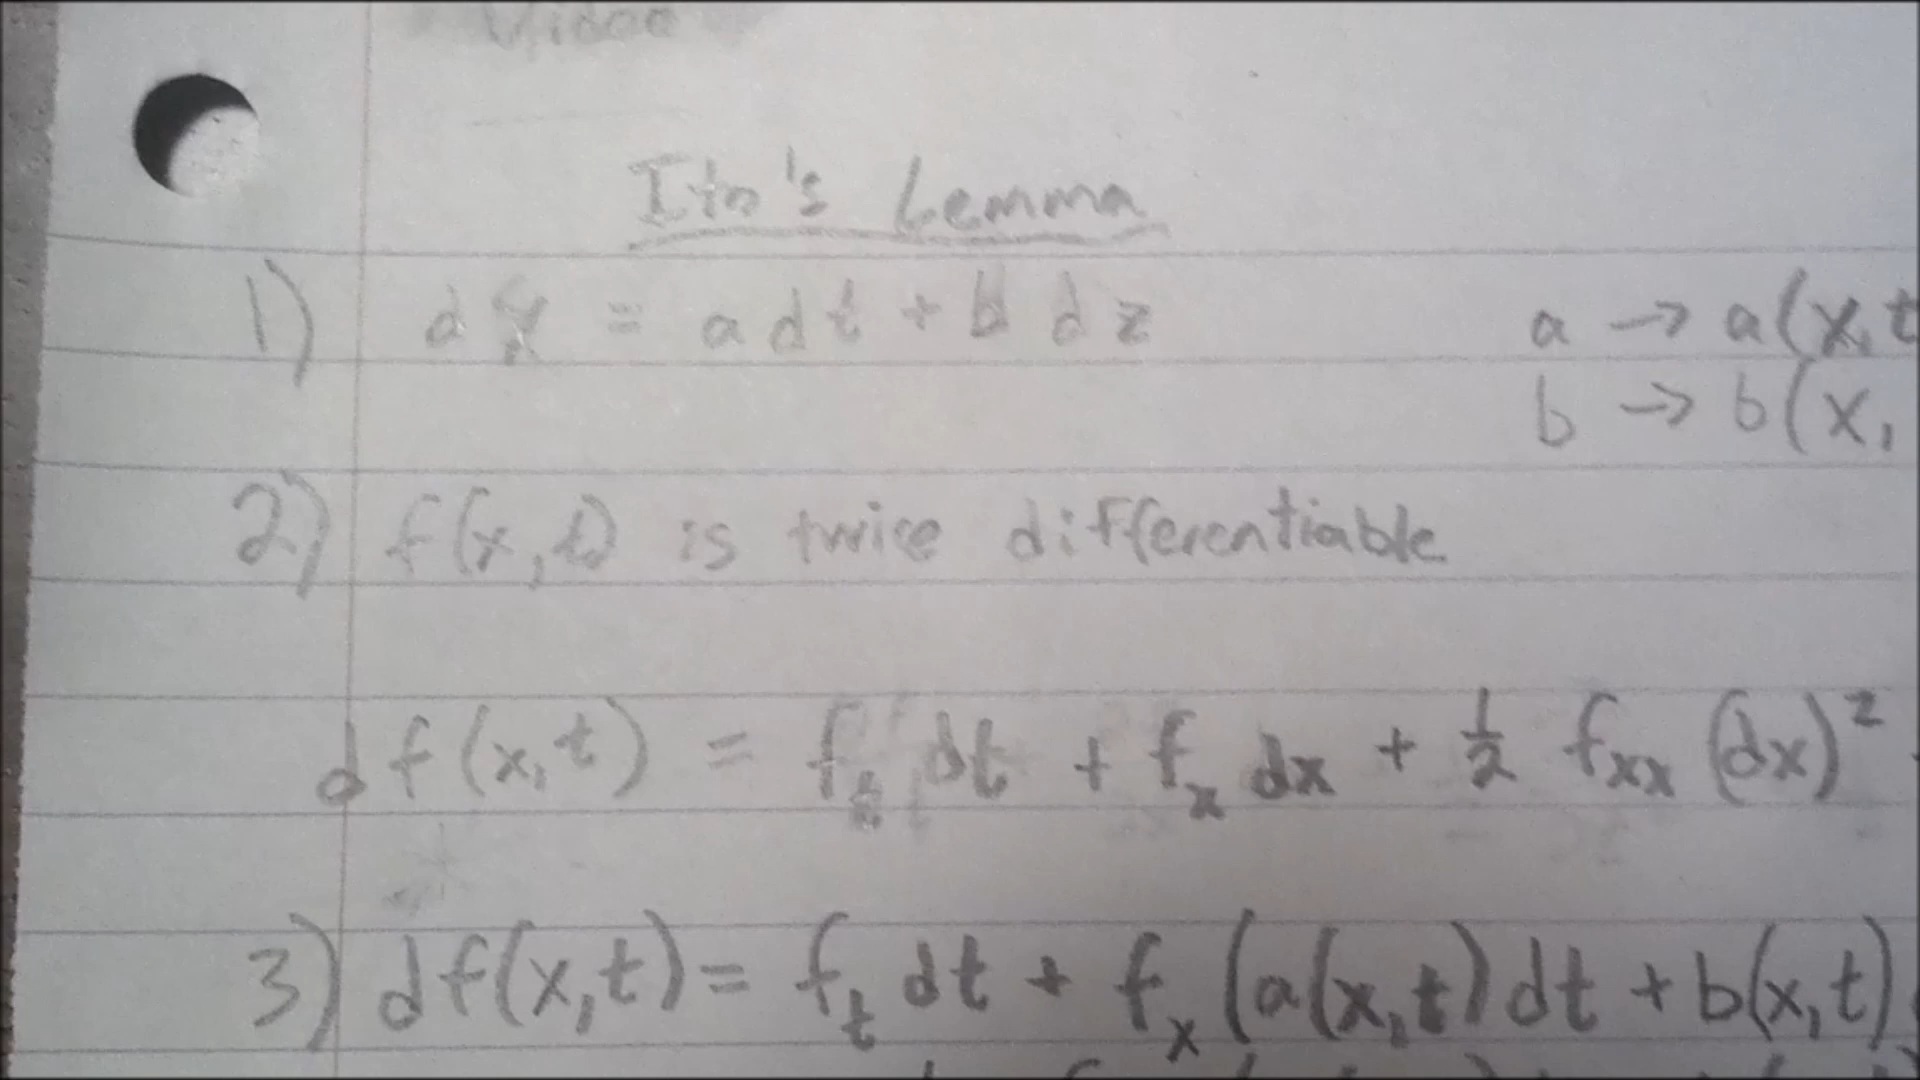 Video
Ito's Lemma
1) dx = a dt + b dz a → a(x,t
b → b(x,
2) f(x,t) is twice differentiable
df(x,t) = f_t dt + f_x dx + 1/2 f_xx (dx)^2
3) df(x,t) = f_t dt + f_x (a(x,t) dt + b(x,t)